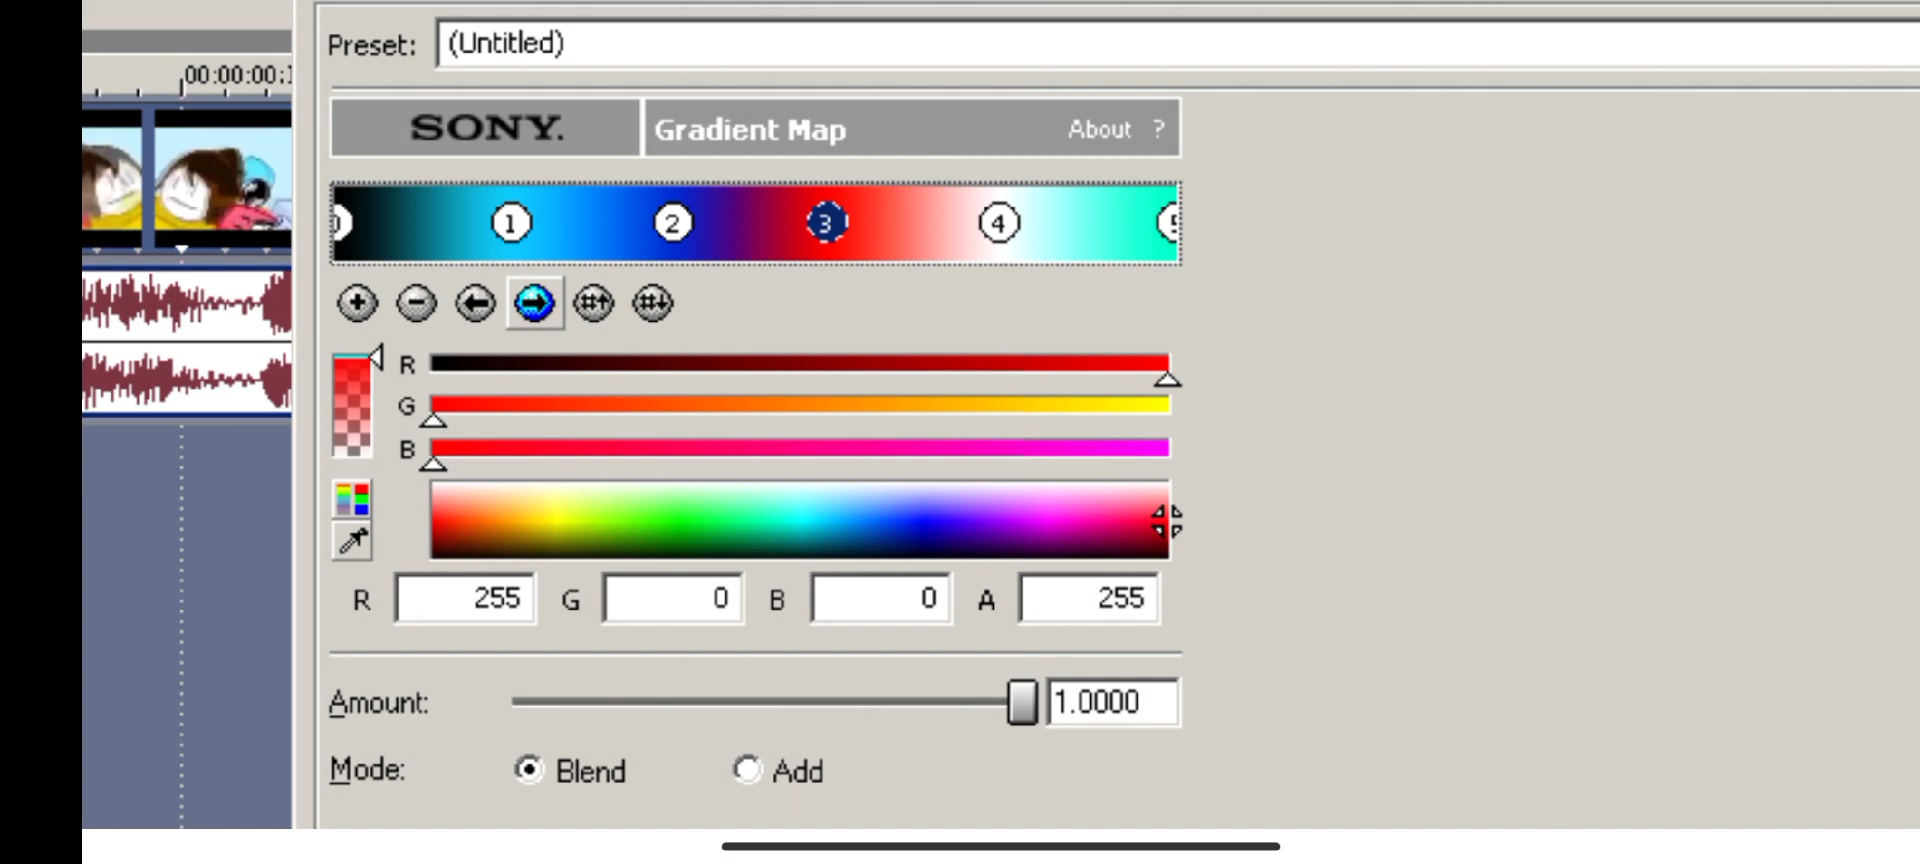 Preset: (Untitled)
00:00:00:
SONY. Gradient Map About ?
1 2 3 4
R
G
B
R 255 G 0 B 0 A 255
Amount: 1.0000
Mode: Blend Add